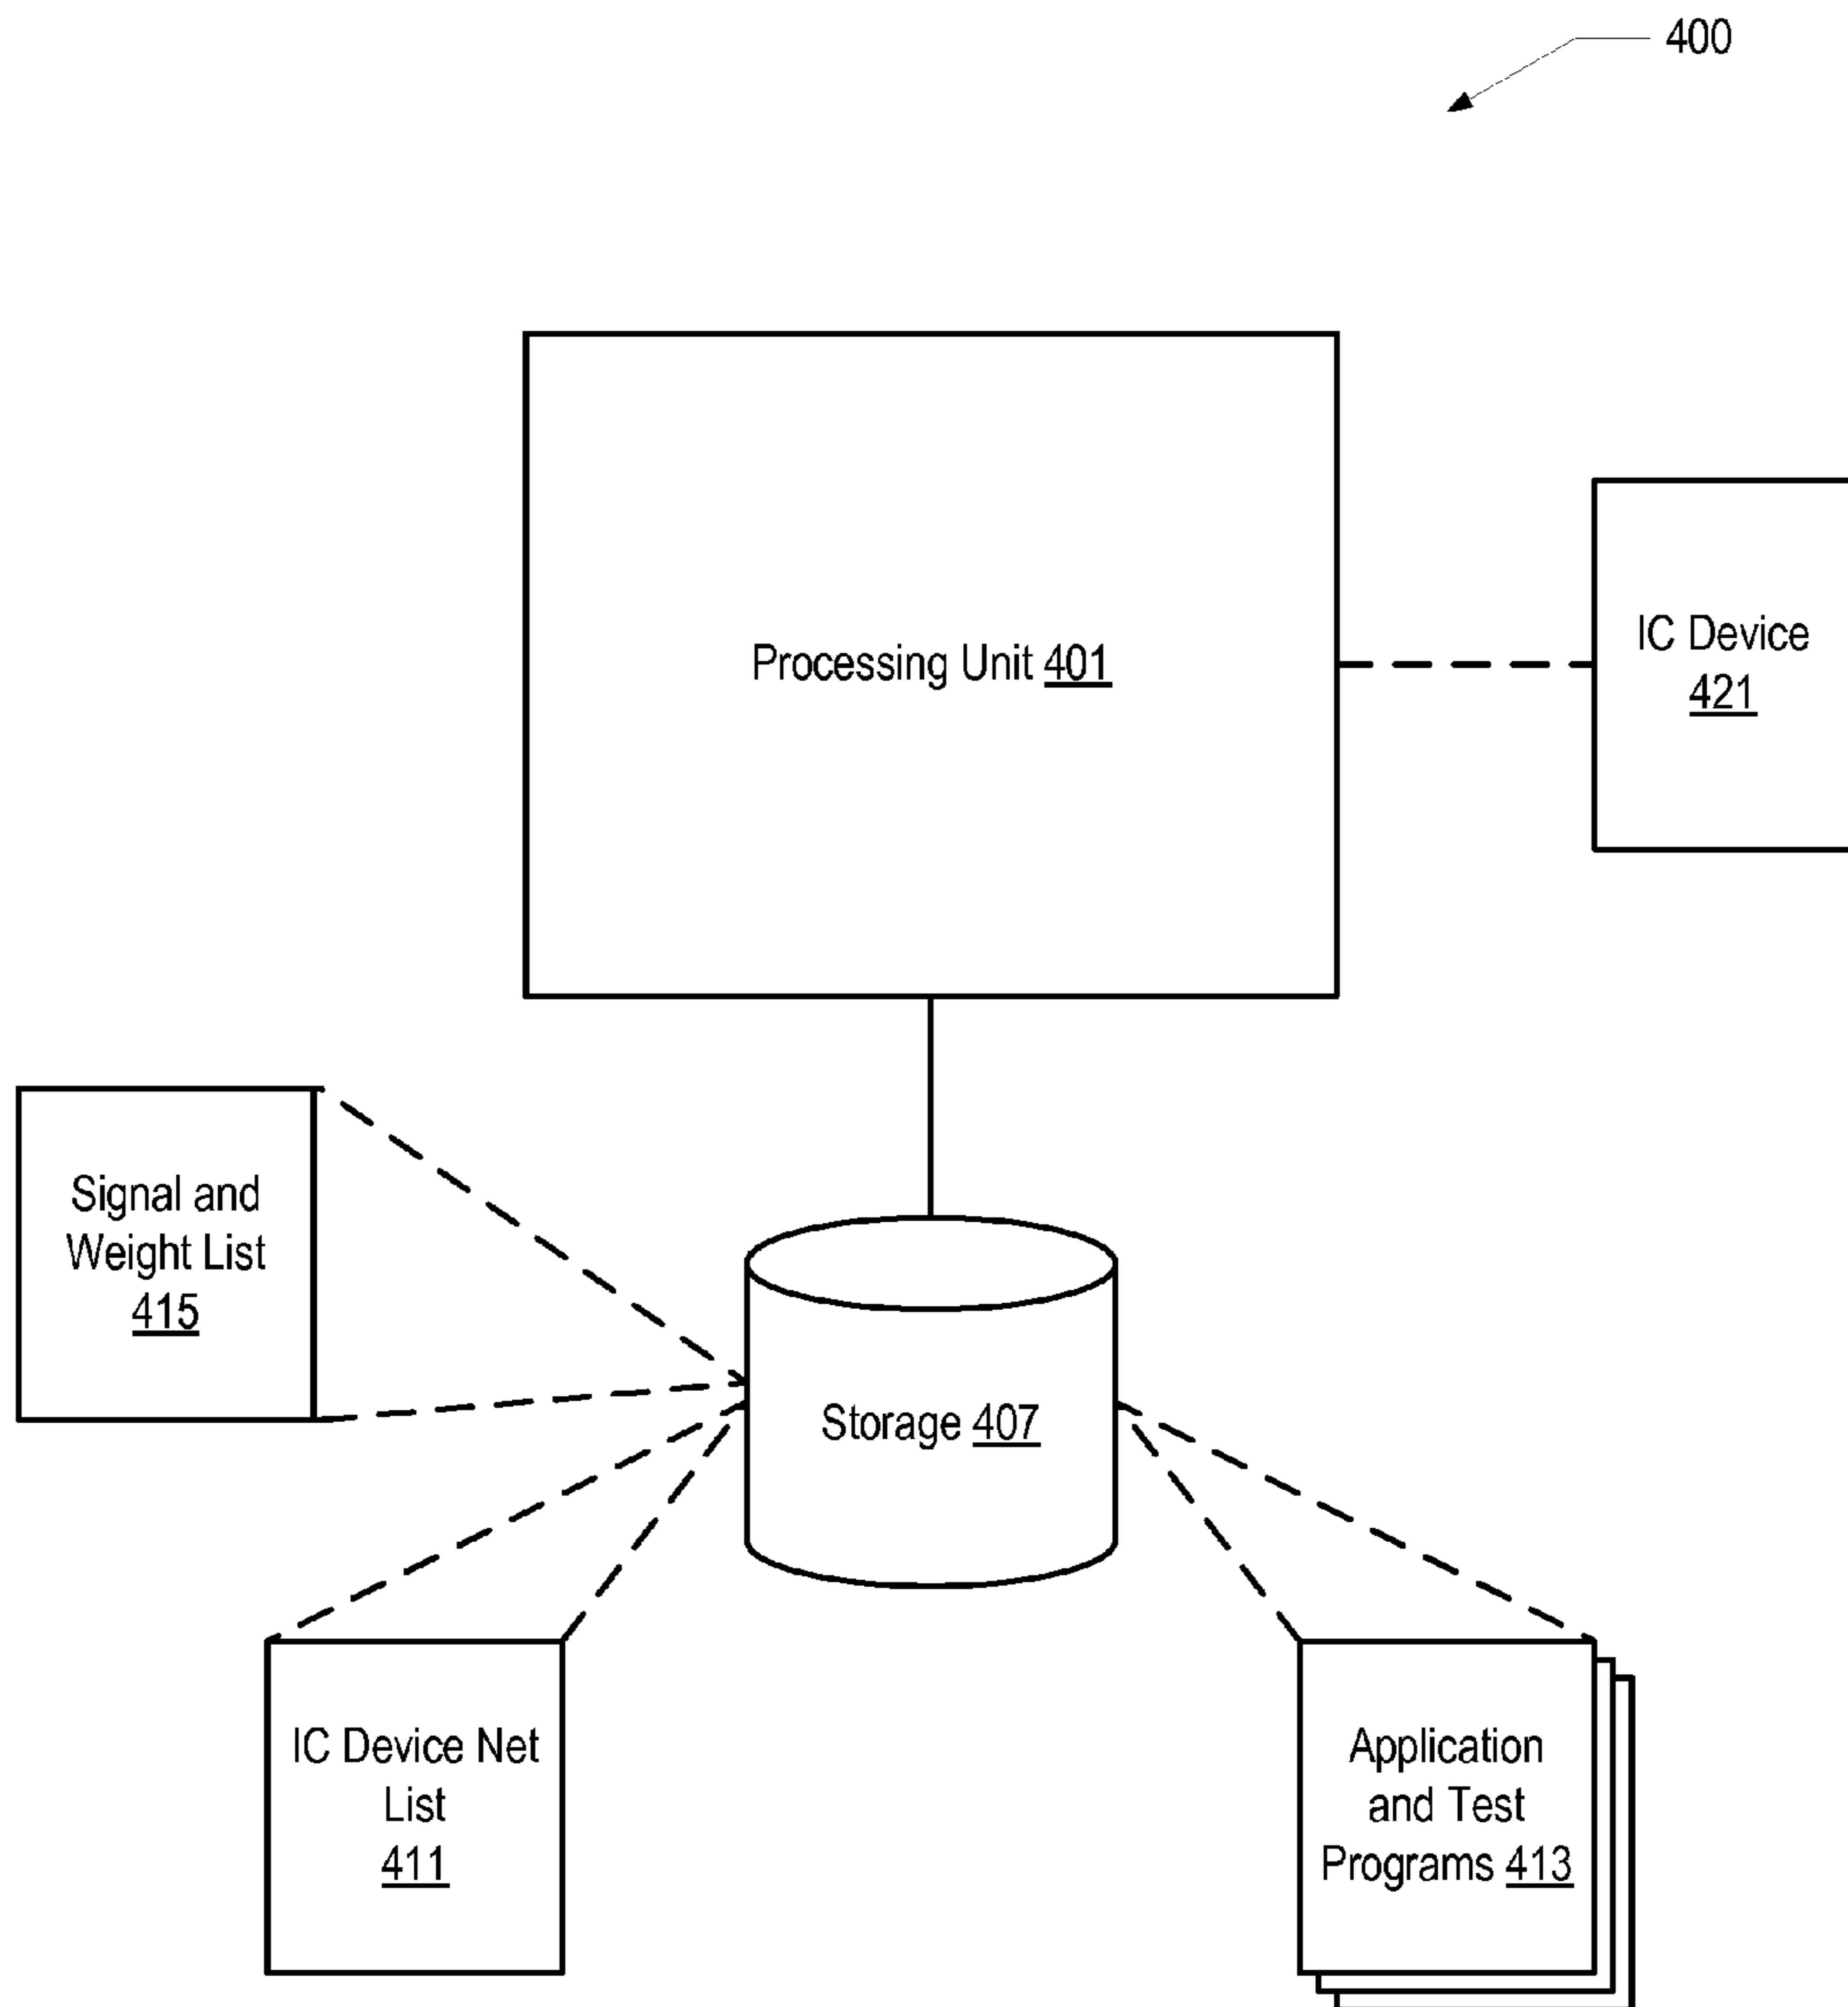 400
Processing Unit 401
IC Device
421
Signal and
Weight List
415
Storage 407
IC Device Net
List
411
Application
and Test
Programs 413